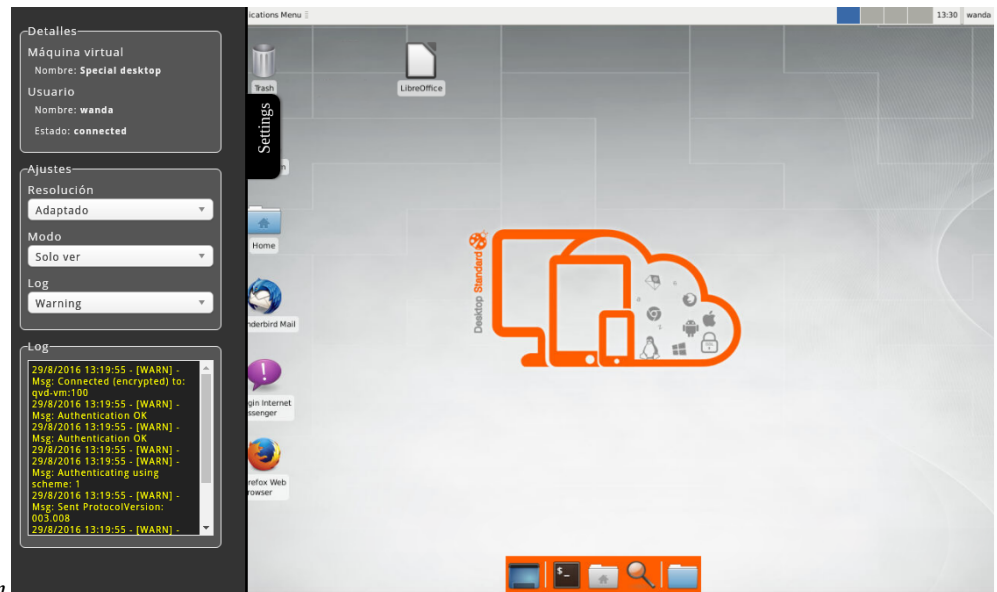 Detalles
Máquina virtual
Nombre: Special desktop
Usuario
Nombre: wanda
Estado: connected
Ajustes
Resolución
Adaptado
Modo
Solo ver
Log
Warning
Log
29/8/2016 13:19:55 - [WARN] -
Msg: Connected (encrypted) to:
qvd-vm:100
29/8/2016 13:19:55 - [WARN] -
Msg: Authentication OK
29/8/2016 13:19:55 - [WARN] -
Msg: Authentication OK
29/8/2016 13:19:55 - [WARN] -
29/8/2016 13:19:55 - [WARN] -
Msg: Authenticating using
scheme: 1
29/8/2016 13:19:55 - [WARN] -
Msg: Sent ProtocolVersion:
003.008
29/8/2016 13:19:55 - [WARN] -
Settings
ications Menu
13:30 wanda
Trash
LibreOffice
n
Home
nderbird Mail
gin Internet
ssenger
refox Web
rowser
Desktop Standard
$_